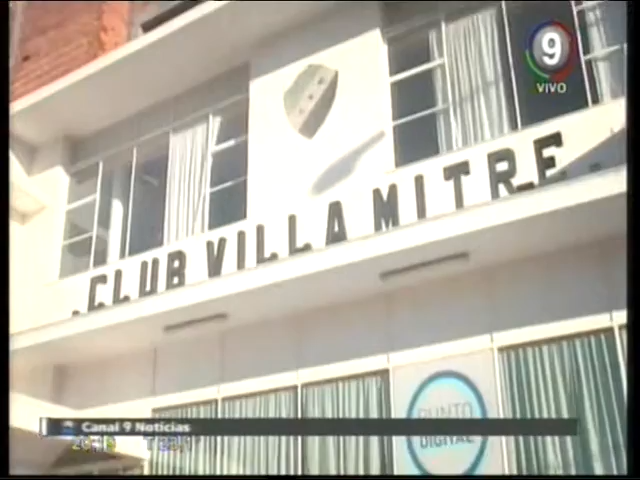 9
VIVO
.CLUB VILLA MITRE.
PUNTO
DIGITAL
Canal 9 Noticias